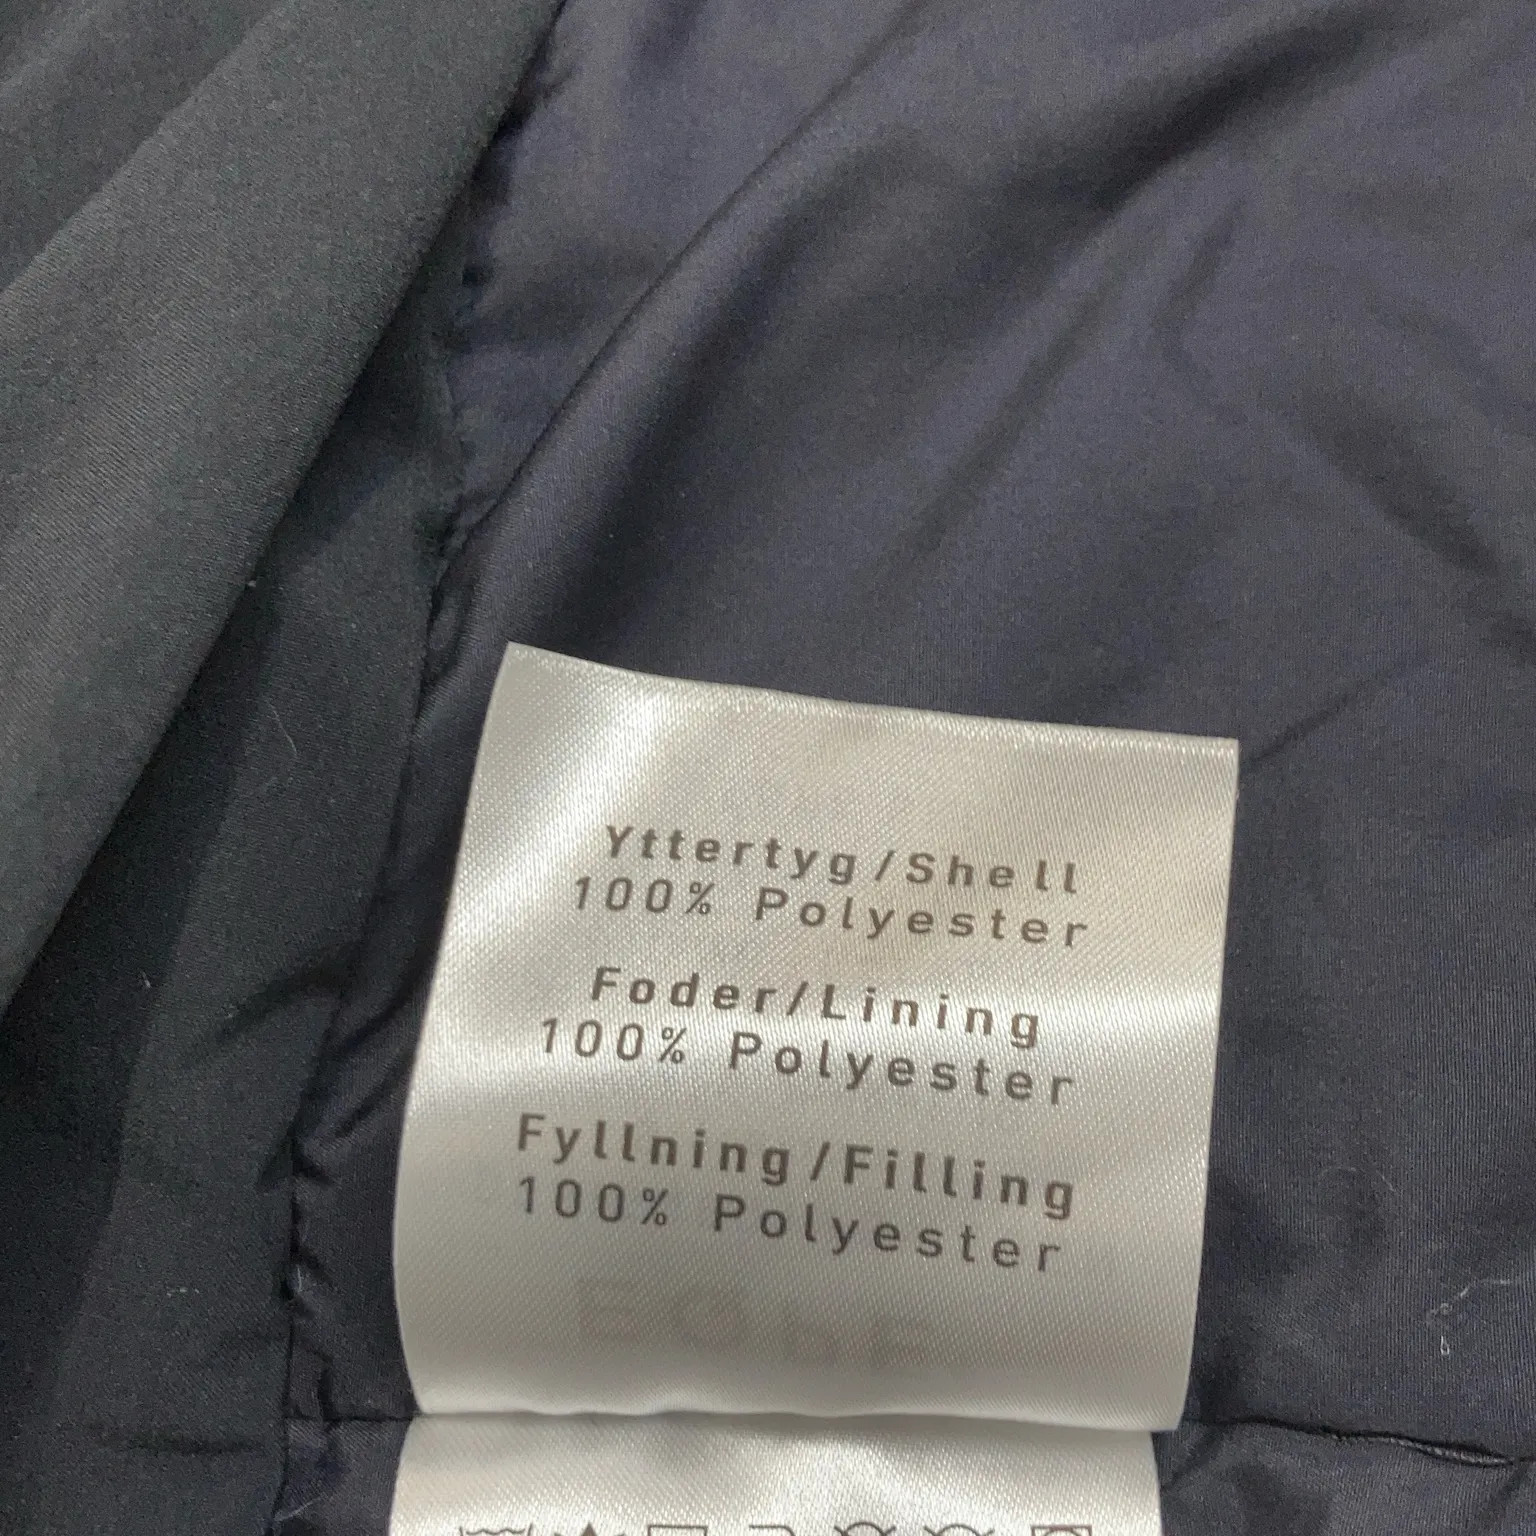 Yttertyg/Shell
100% Polyester
Foder/Lining
100% Polyester
Fyllning/Filling
100% Polyester